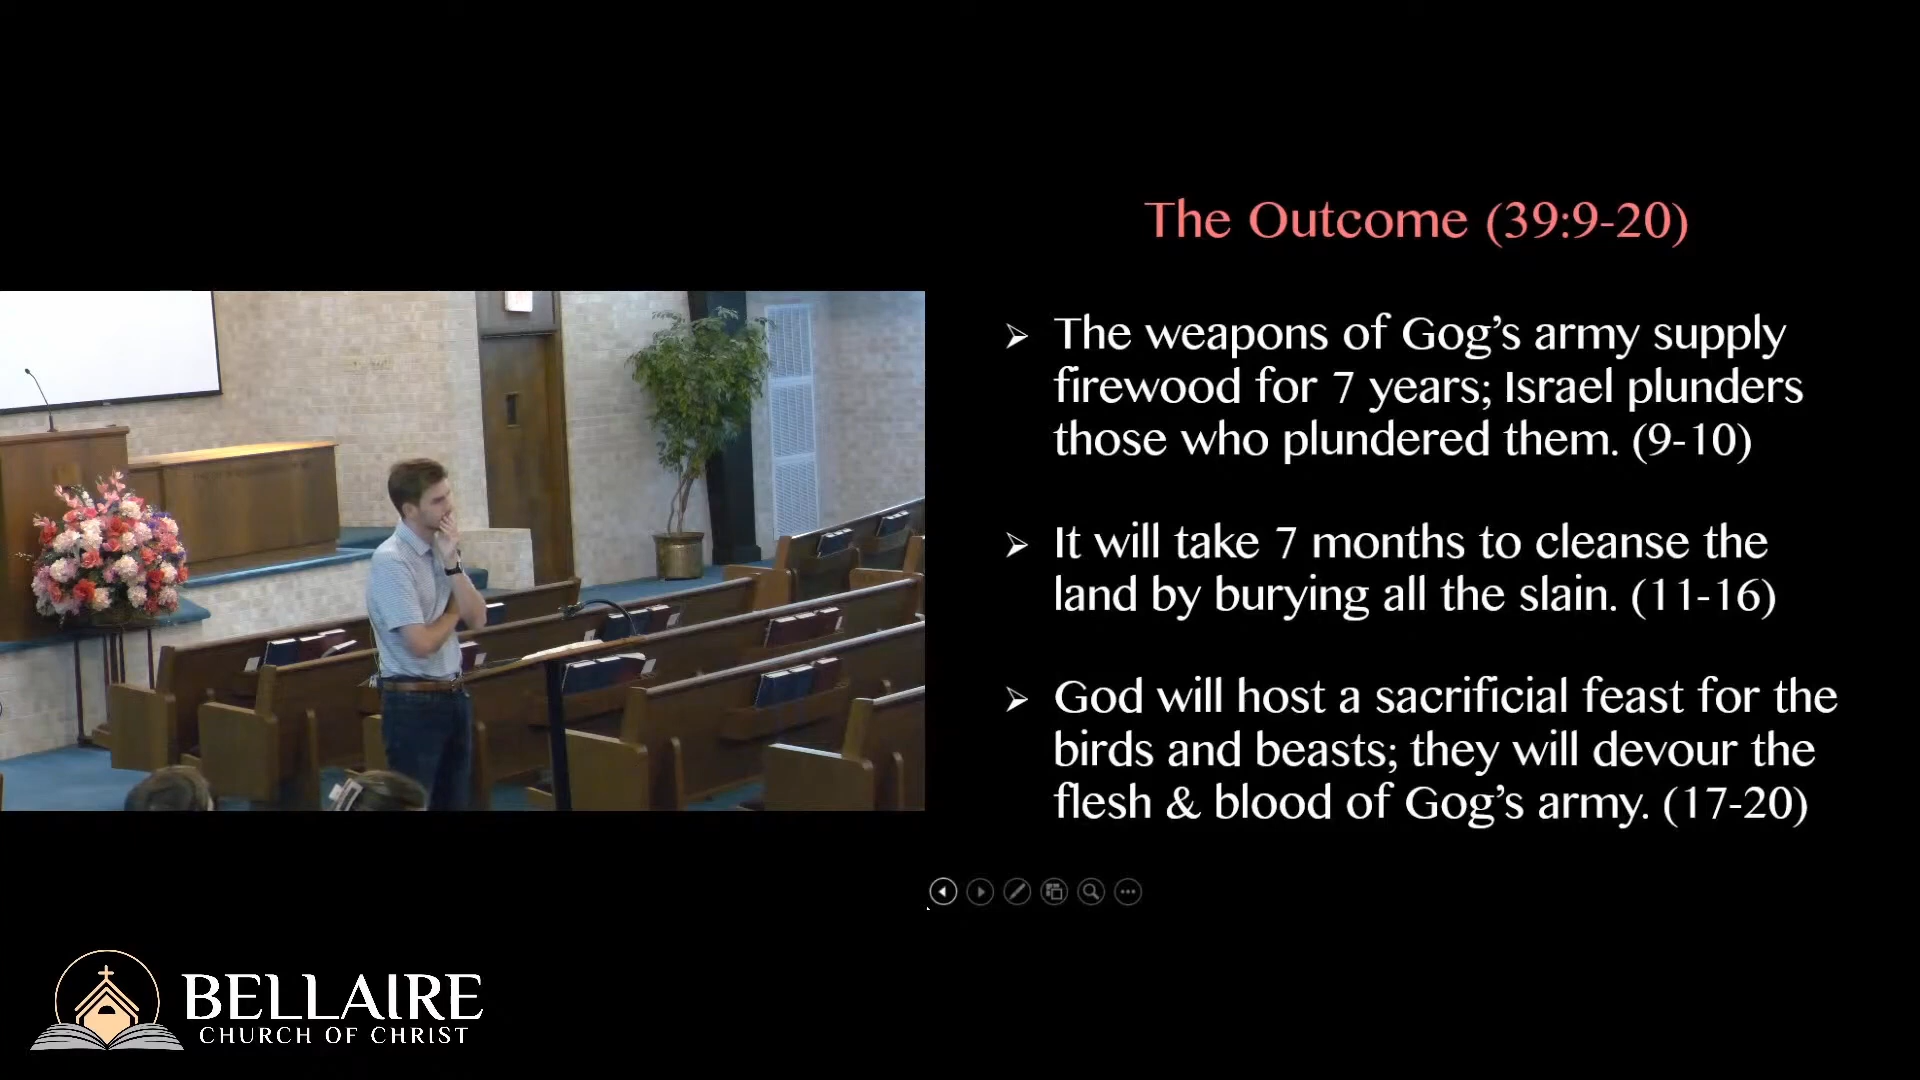 The Outcome (39:9-20)
➢ The weapons of Gog's army supply
firewood for 7 years; Israel plunders
those who plundered them. (9-10)
➢ It will take 7 months to cleanse the
land by burying all the slain. (11-16)
➢ God will host a sacrificial feast for the
birds and beasts; they will devour the
flesh & blood of Gog's army. (17-20)
BELLAIRE
CHURCH OF CHRIST